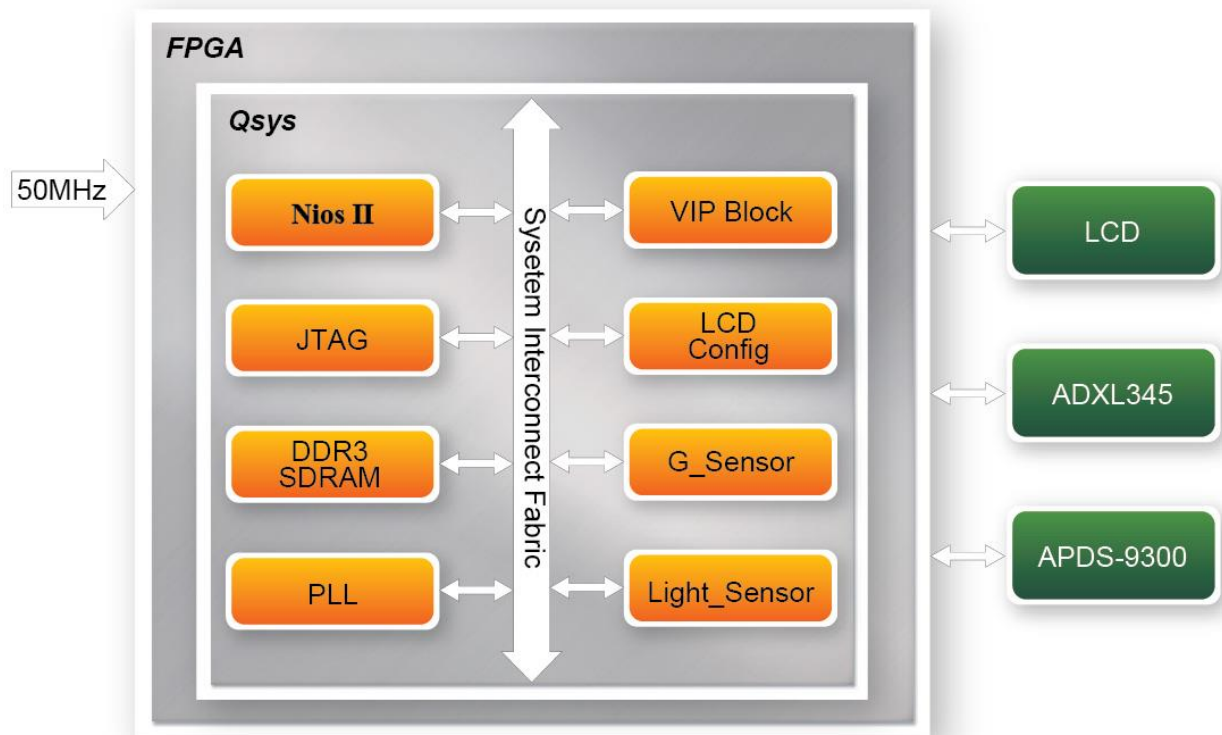 FPGA
Qsys
50MHz
Nios II
JTAG
DDR3
SDRAM
PLL
Sysetem Interconnect Fabric
VIP Block
LCD
Config
G_Sensor
Light_Sensor
LCD
ADXL345
APDS-9300